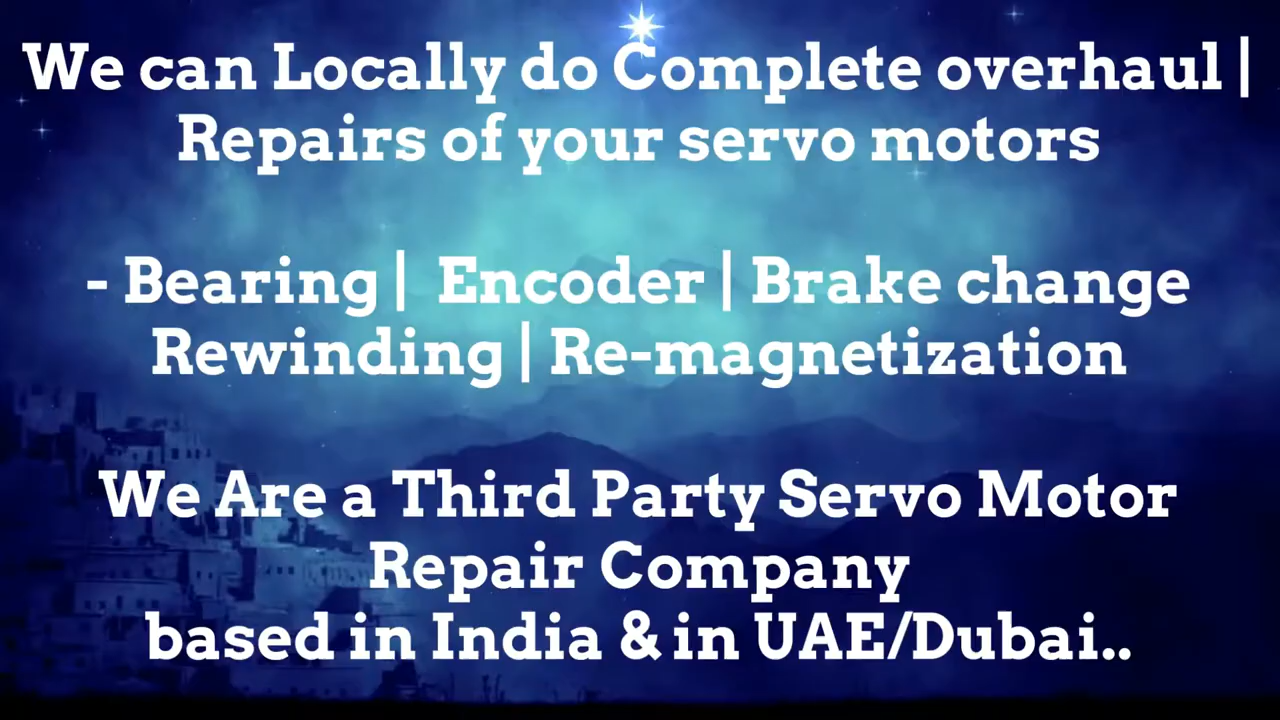 We can Locally do Complete overhaul |
Repairs of your servo motors
- Bearing | Encoder | Brake change
Rewinding | Re-magnetization
We Are a Third Party Servo Motor
Repair Company
based in India & in UAE/Dubai..